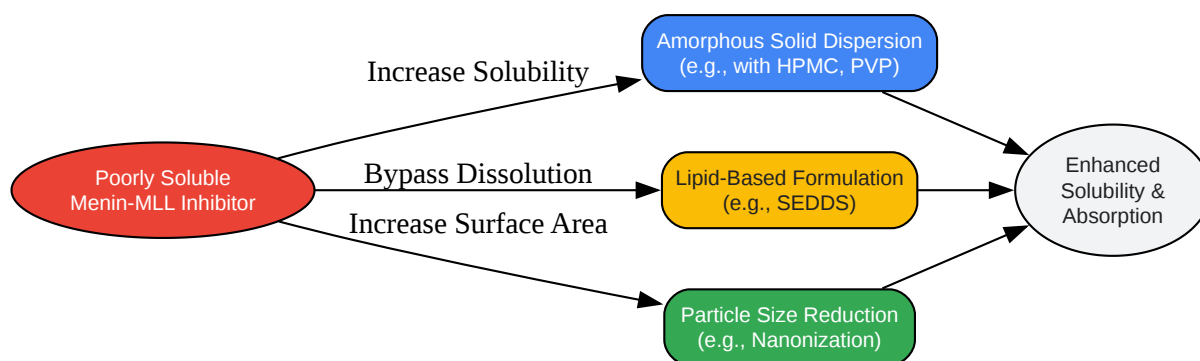 Poorly Soluble
Menin-MLL Inhibitor
Increase Solubility
Bypass Dissolution
Increase Surface Area
Amorphous Solid Dispersion
(e.g., with HPMC, PVP)
Lipid-Based Formulation
(e.g., SEDDS)
Particle Size Reduction
(e.g., Nanonization)
Enhanced
Solubility &
Absorption